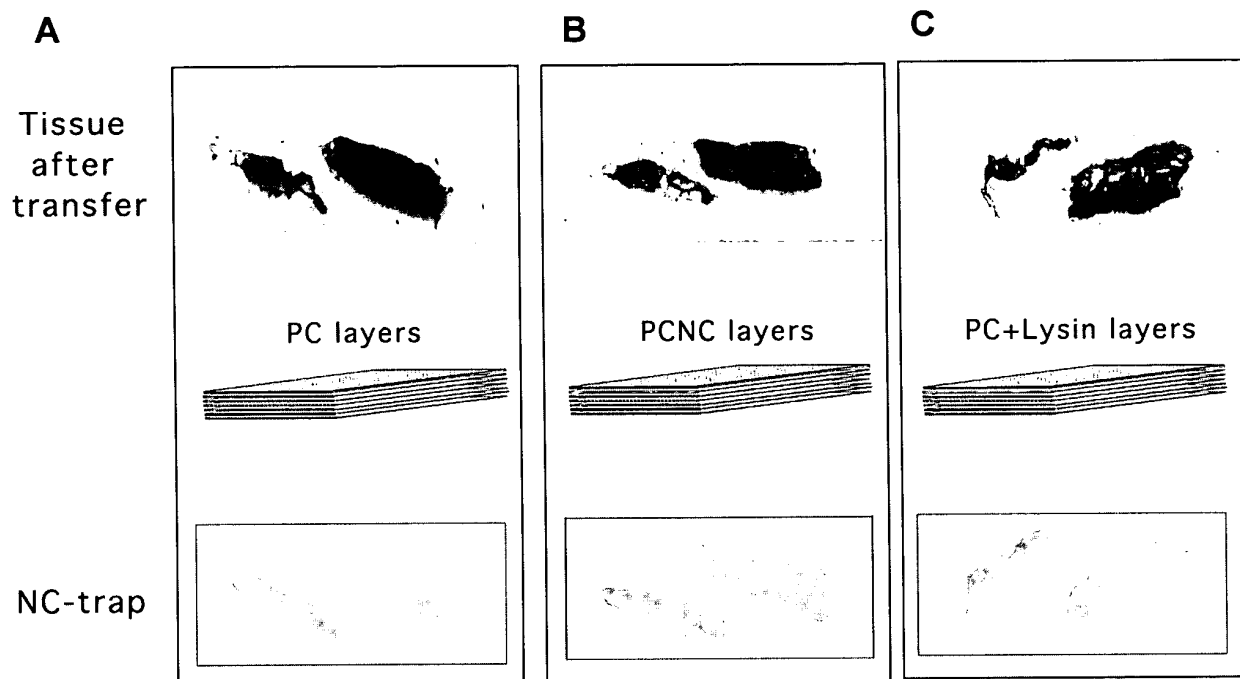 A
B
C
Tissue
after
transfer
PC layers
PCNC layers
PC+Lysin layers
NC-trap